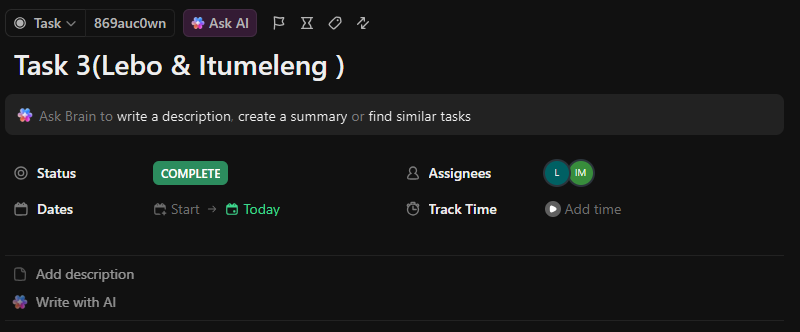 Task 869auc0wn Ask AI
Task 3(Lebo & Itumeleng )
Ask Brain to write a description, create a summary or find similar tasks
Status COMPLETE Assignees L IM
Dates Start → Today Track Time Add time
Add description
Write with AI